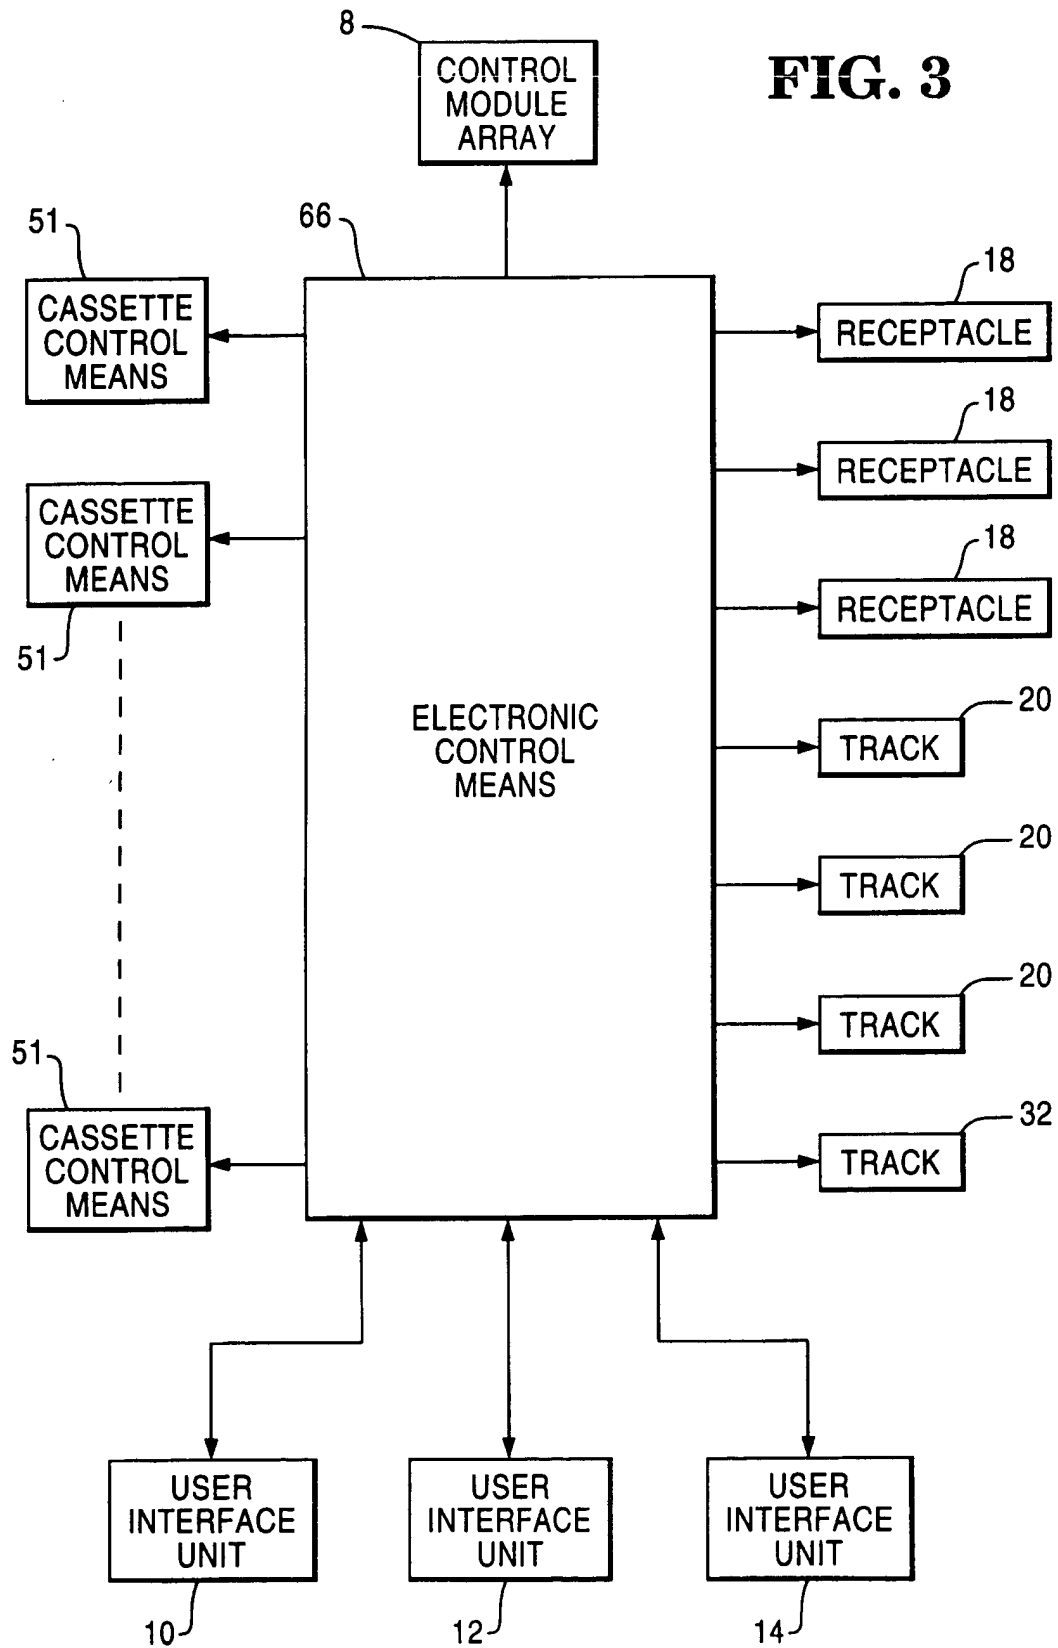 8
CONTROL
MODULE
ARRAY
FIG. 3
51
CASSETTE
CONTROL
MEANS
66
18
RECEPTACLE
18
RECEPTACLE
CASSETTE
CONTROL
MEANS
51
18
RECEPTACLE
ELECTRONIC
CONTROL
MEANS
20
TRACK
20
TRACK
20
TRACK
51
CASSETTE
CONTROL
MEANS
32
TRACK
USER
INTERFACE
UNIT
10
USER
INTERFACE
UNIT
12
USER
INTERFACE
UNIT
14